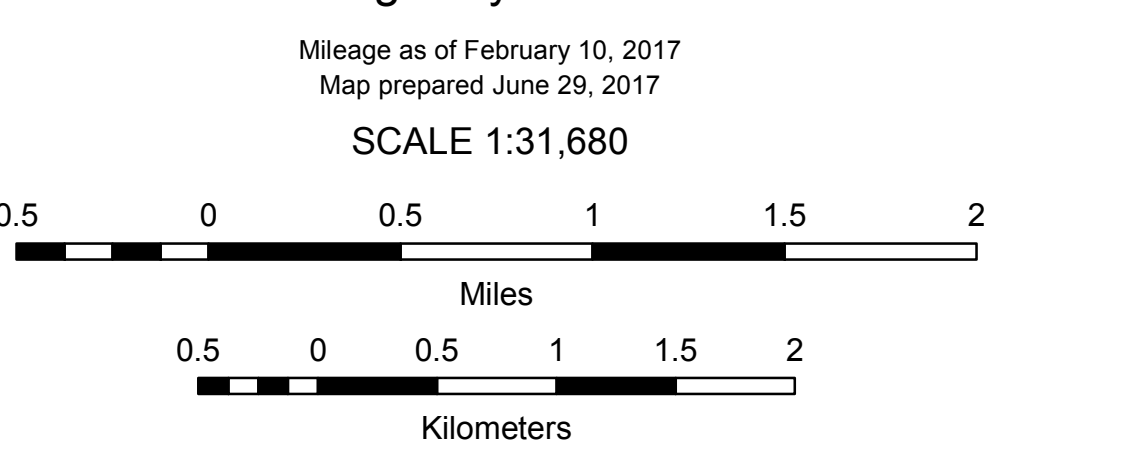 Mileage as of February 10, 2017
Map prepared June 29, 2017
SCALE 1:31,680
0.5 0 0.5 1 1.5 2
Miles
0.5 0 0.5 1 1.5 2
Kilometers